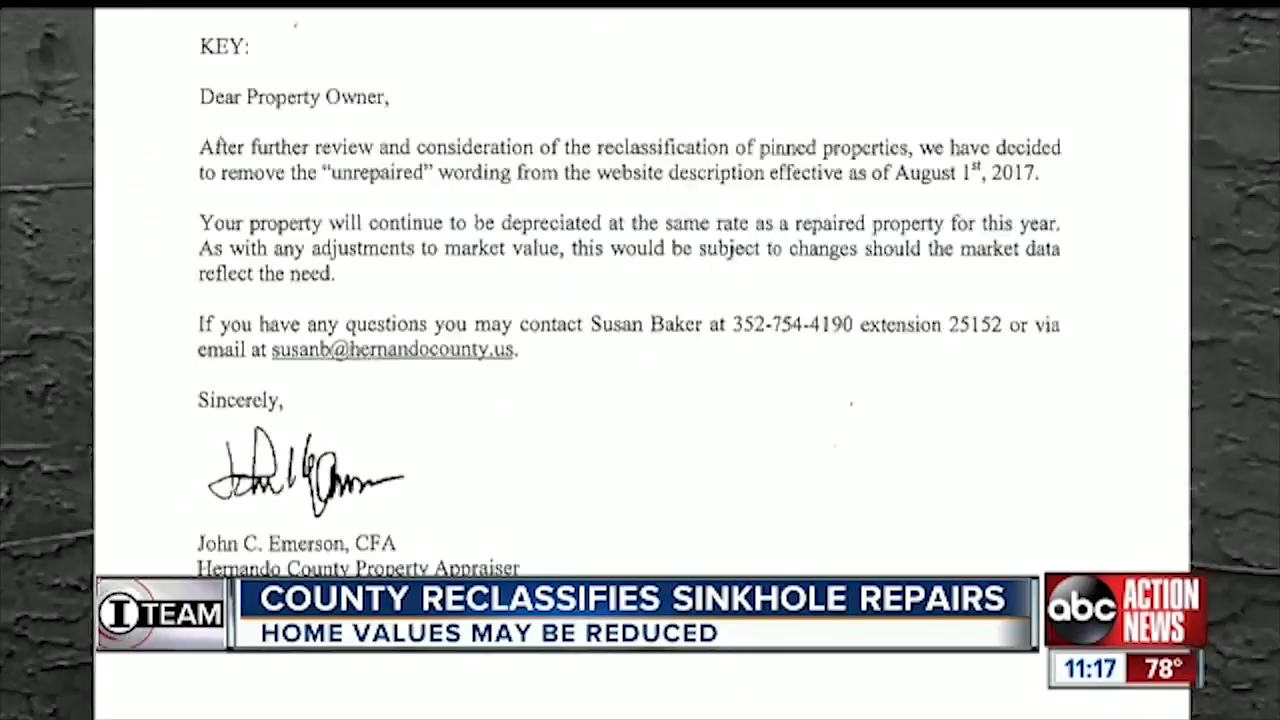 KEY:
Dear Property Owner,
After further review and consideration of the reclassification of pinned properties, we have decided
to remove the “unrepaired” wording from the website description effective as of August 1st, 2017.
Your property will continue to be depreciated at the same rate as a repaired property for this year.
As with any adjustments to market value, this would be subject to changes should the market data
reflect the need.
If you have any questions you may contact Susan Baker at 352-754-4190 extension 25152 or via
email at susanb@hernandocounty.us.
Sincerely,
John C. Emerson, CFA
Hernando County Property Appraiser
I TEAM
COUNTY RECLASSIFIES SINKHOLE REPAIRS
HOME VALUES MAY BE REDUCED
abc ACTION
NEWS
11:17 78°